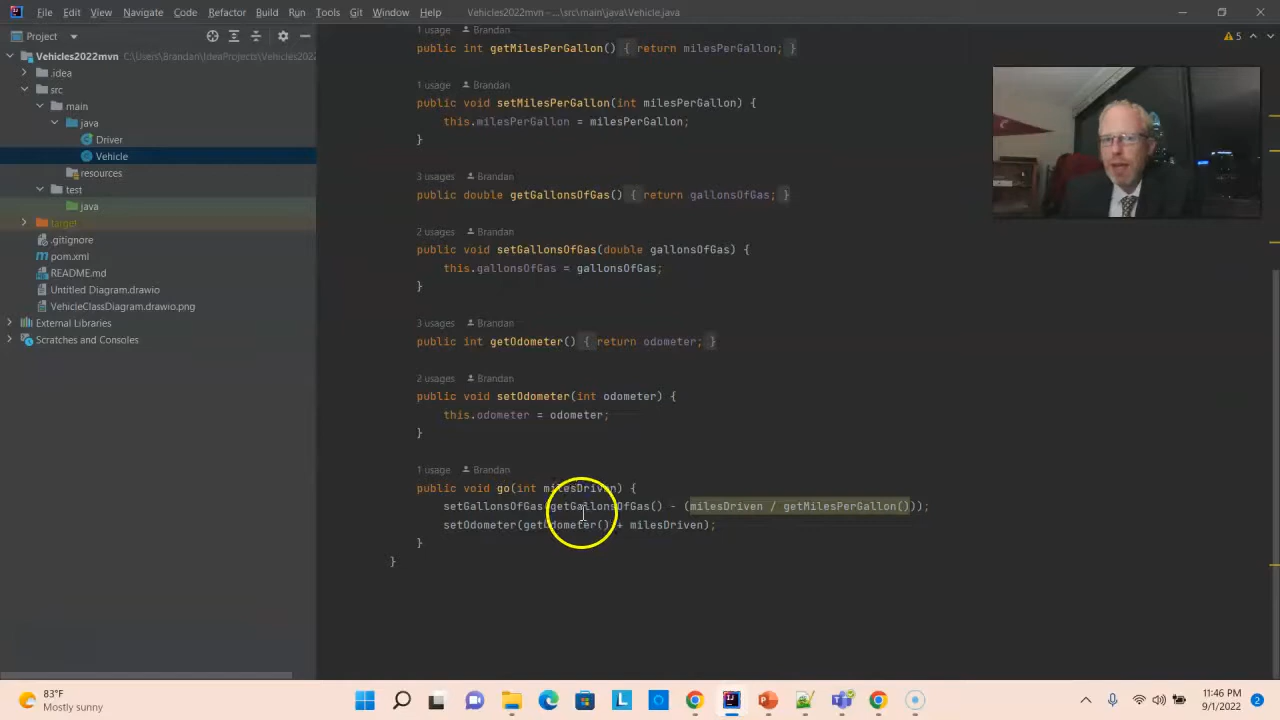 File Edit View Navigate Code Refactor Build Run Tools Git Window Help Vehicles2022mvn – ...\src\main\java\Vehicle.java
Project
Vehicles2022mvn C:\Users\Brandan\IdeaProjects\Vehicles2022
.idea
src
main
java
Driver
Vehicle
resources
test
java
target
.gitignore
pom.xml
README.md
Untitled Diagram.drawio
VehicleClassDiagram.drawio.png
External Libraries
Scratches and Consoles
5
1 usage Brandan
public int getMilesPerGallon() { return milesPerGallon; }
1 usage Brandan
public void setMilesPerGallon(int milesPerGallon) {
this.milesPerGallon = milesPerGallon;
}
3 usages Brandan
public double getGallonsOfGas() { return gallonsOfGas; }
2 usages Brandan
public void setGallonsOfGas(double gallonsOfGas) {
this.gallonsOfGas = gallonsOfGas;
}
3 usages Brandan
public int getOdometer() { return odometer; }
2 usages Brandan
public void setOdometer(int odometer) {
this.odometer = odometer;
}
1 usage Brandan
public void go(int milesDriven) {
setGallonsOfGas(getGallonsOfGas() - (milesDriven / getMilesPerGallon()));
setOdometer(getOdometer() + milesDriven);
}
}
83°F
Mostly sunny
L
11:46 PM
9/1/2022
2